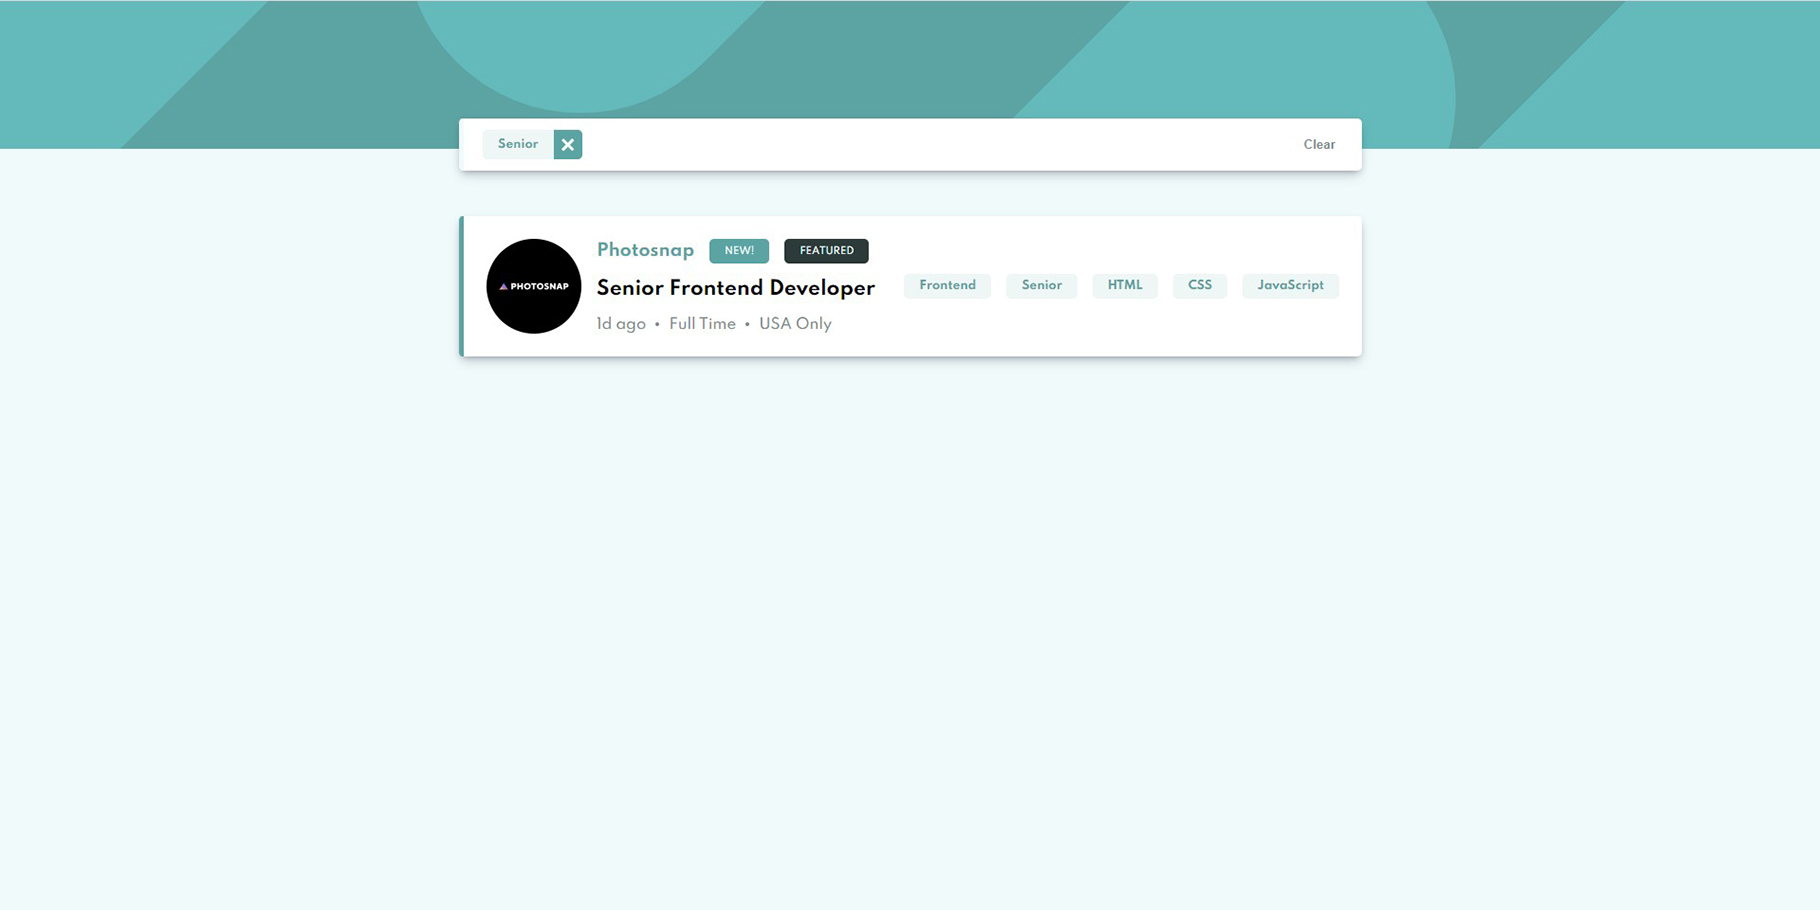 Senior Clear
Photosnap NEW! FEATURED
PHOTOSNAP
Senior Frontend Developer
Frontend Senior HTML CSS JavaScript
1d ago • Full Time • USA Only